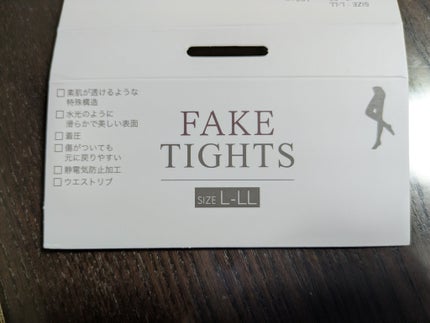 SIZE L-LL
□ 素肌が透けるような
特殊構造
□ 水光のように
滑らかで美しい表面
□ 着圧
□ 傷がついても
元に戻りやすい
□ 静電気防止加工
□ ウエストリブ
FAKE
TIGHTS
SIZE L-LL